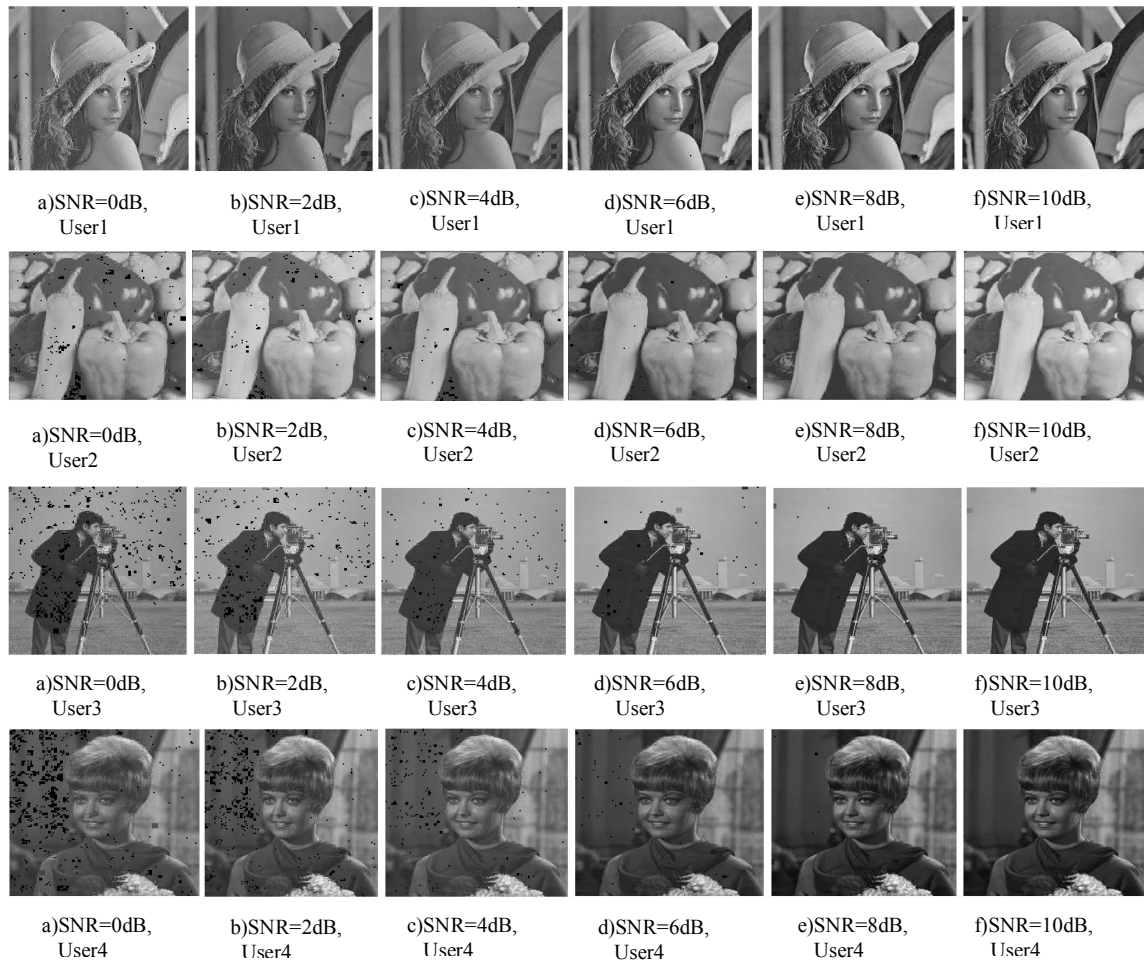 a)SNR=0dB,
User1
b)SNR=2dB,
User1
c)SNR=4dB,
User1
d)SNR=6dB,
User1
e)SNR=8dB,
User1
f)SNR=10dB,
User1
a)SNR=0dB,
User2
b)SNR=2dB,
User2
c)SNR=4dB,
User2
d)SNR=6dB,
User2
e)SNR=8dB,
User2
f)SNR=10dB,
User2
a)SNR=0dB,
User3
b)SNR=2dB,
User3
c)SNR=4dB,
User3
d)SNR=6dB,
User3
e)SNR=8dB,
User3
f)SNR=10dB,
User3
a)SNR=0dB,
User4
b)SNR=2dB,
User4
c)SNR=4dB,
User4
d)SNR=6dB,
User4
e)SNR=8dB,
User4
f)SNR=10dB,
User4